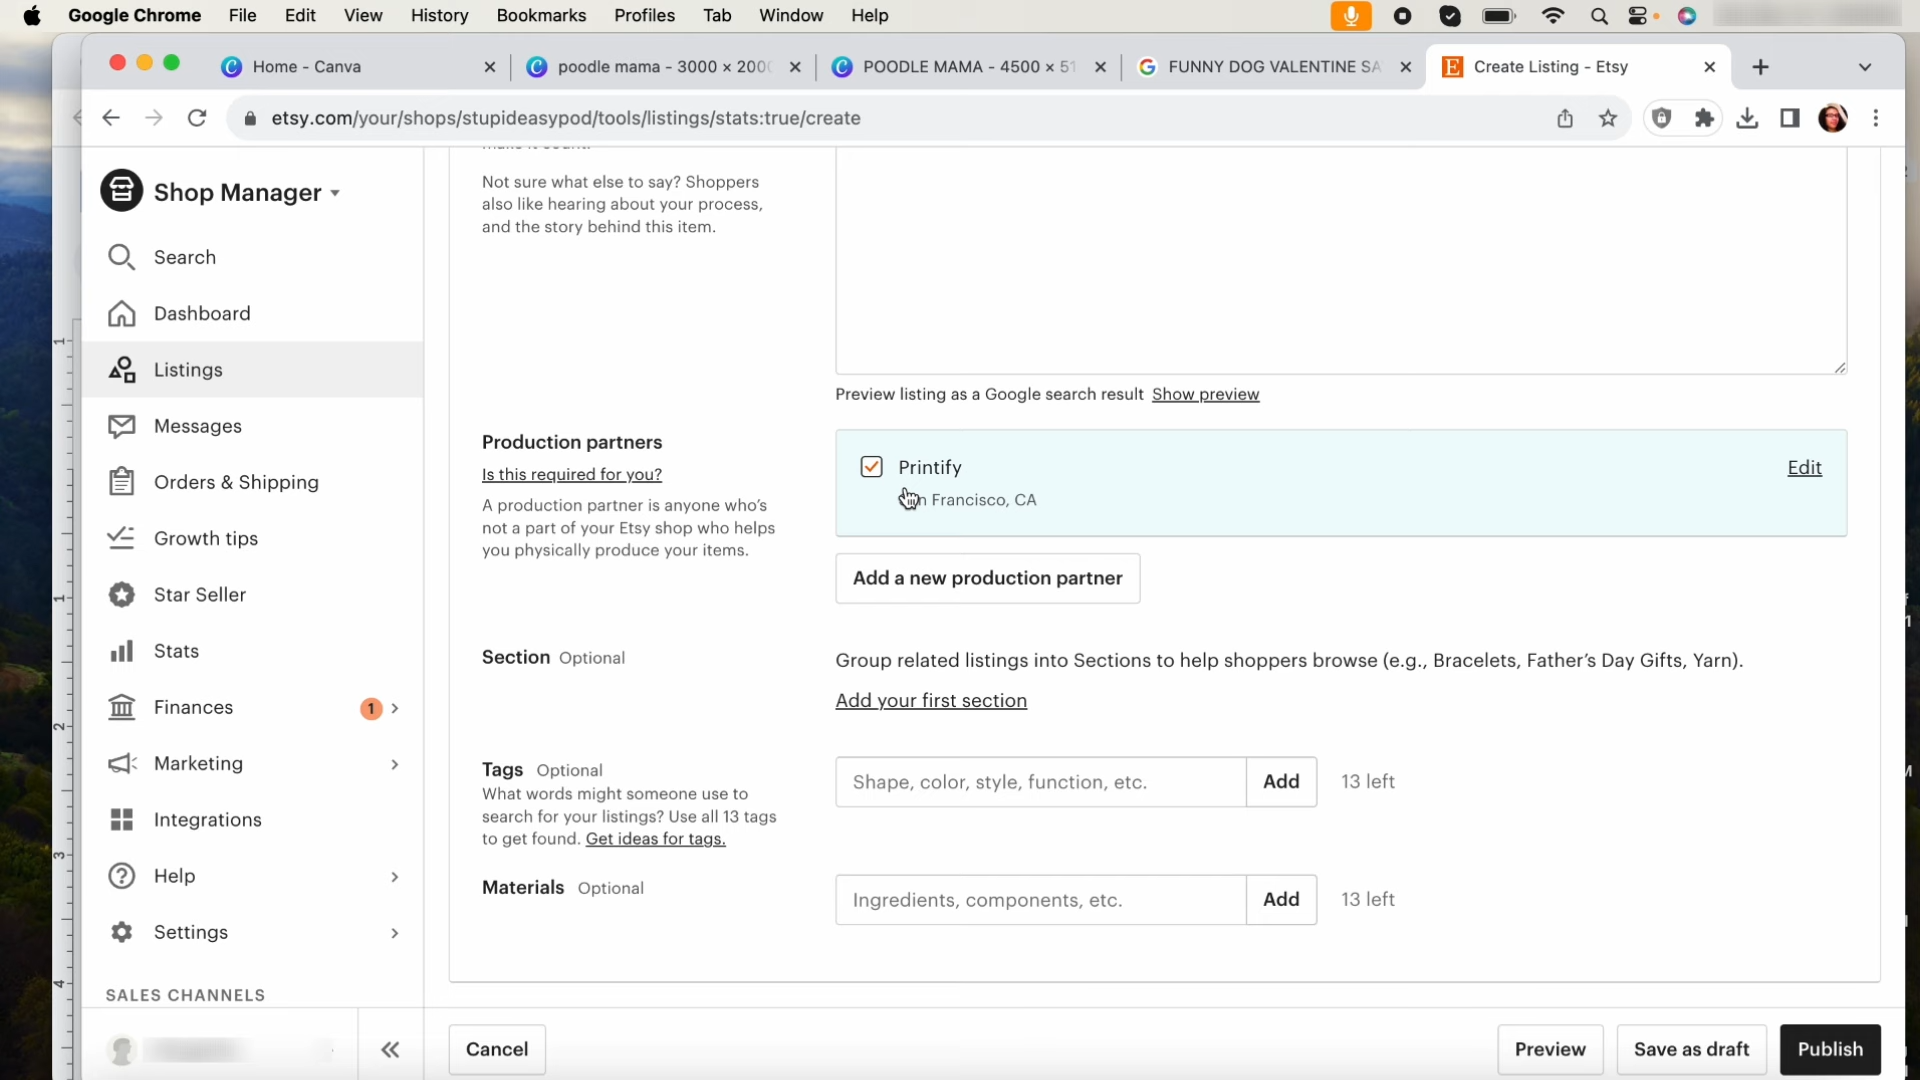 Google Chrome File Edit View History Bookmarks Profiles Tab Window Help
Home - Canva
poodle mama - 3000 × 200
POODLE MAMA - 4500 × 51
FUNNY DOG VALENTINE SA
Create Listing - Etsy
etsy.com/your/shops/stupideasypod/tools/listings/stats:true/create
Shop Manager
Search
Dashboard
Listings
Messages
Orders & Shipping
Growth tips
Star Seller
Stats
Finances 1
Marketing
Integrations
Help
Settings
SALES CHANNELS
make it count.
Not sure what else to say? Shoppers
also like hearing about your process,
and the story behind this item.
Preview listing as a Google search result Show preview
Production partners
Is this required for you?
A production partner is anyone who's
not a part of your Etsy shop who helps
you physically produce your items.
Printify
Francisco, CA
Edit
Add a new production partner
Section Optional
Group related listings into Sections to help shoppers browse (e.g., Bracelets, Father's Day Gifts, Yarn).
Add your first section
Tags Optional
What words might someone use to
search for your listings? Use all 13 tags
to get found. Get ideas for tags.
Shape, color, style, function, etc. Add 13 left
Materials Optional
Ingredients, components, etc. Add 13 left
Cancel Preview Save as draft Publish